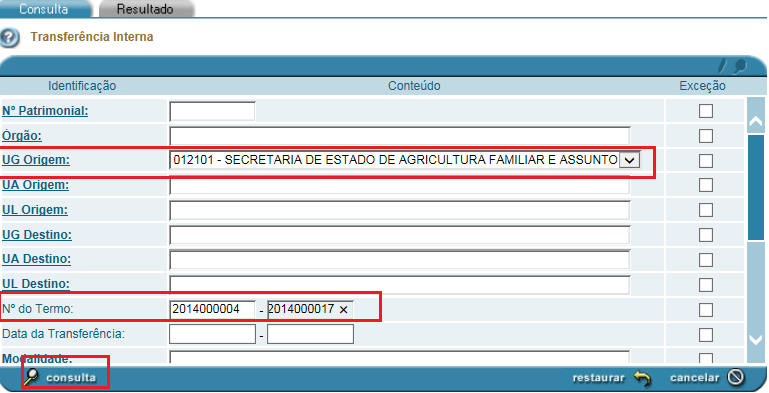 Consulta Resultado
Transferência Interna
Identificação Conteúdo Exceção
Nº Patrimonial:
Órgão:
UG Origem: 012101 - SECRETARIA DE ESTADO DE AGRICULTURA FAMILIAR E ASSUNTO
UA Origem:
UL Origem:
UG Destino:
UA Destino:
UL Destino:
Nº do Termo: 2014000004 - 2014000017 ×
Data da Transferência: -
Modalidade:
consulta restaurar cancelar